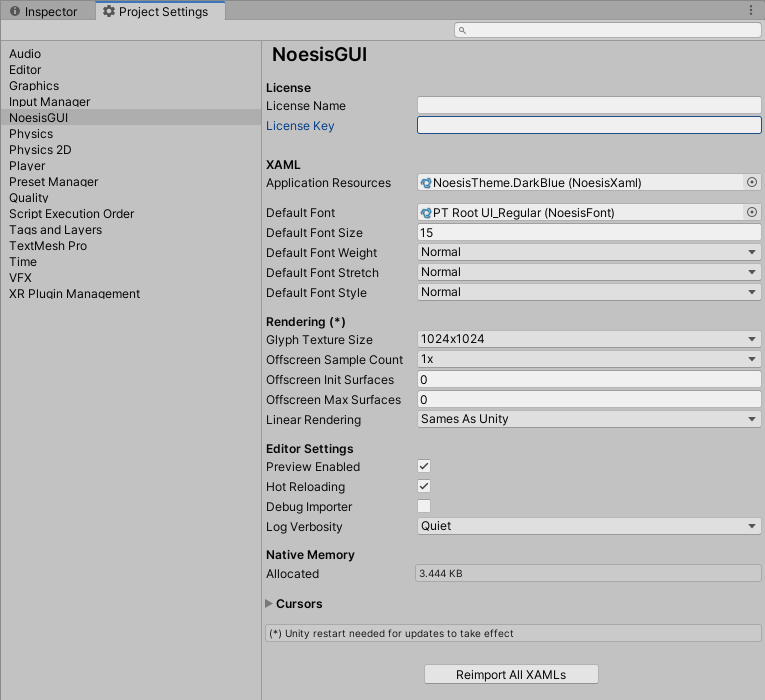 Inspector
Project Settings
Audio
Editor
Graphics
Input Manager
NoesisGUI
Physics
Physics 2D
Player
Preset Manager
Quality
Script Execution Order
Tags and Layers
TextMesh Pro
Time
VFX
XR Plugin Management
NoesisGUI
License
License Name
License Key
XAML
Application Resources NoesisTheme.DarkBlue (NoesisXaml)
Default Font PT Root UI_Regular (NoesisFont)
Default Font Size 15
Default Font Weight Normal
Default Font Stretch Normal
Default Font Style Normal
Rendering (*)
Glyph Texture Size 1024x1024
Offscreen Sample Count 1x
Offscreen Init Surfaces 0
Offscreen Max Surfaces 0
Linear Rendering Sames As Unity
Editor Settings
Preview Enabled
Hot Reloading
Debug Importer
Log Verbosity Quiet
Native Memory
Allocated 3.444 KB
Cursors
(*) Unity restart needed for updates to take effect
Reimport All XAMLs